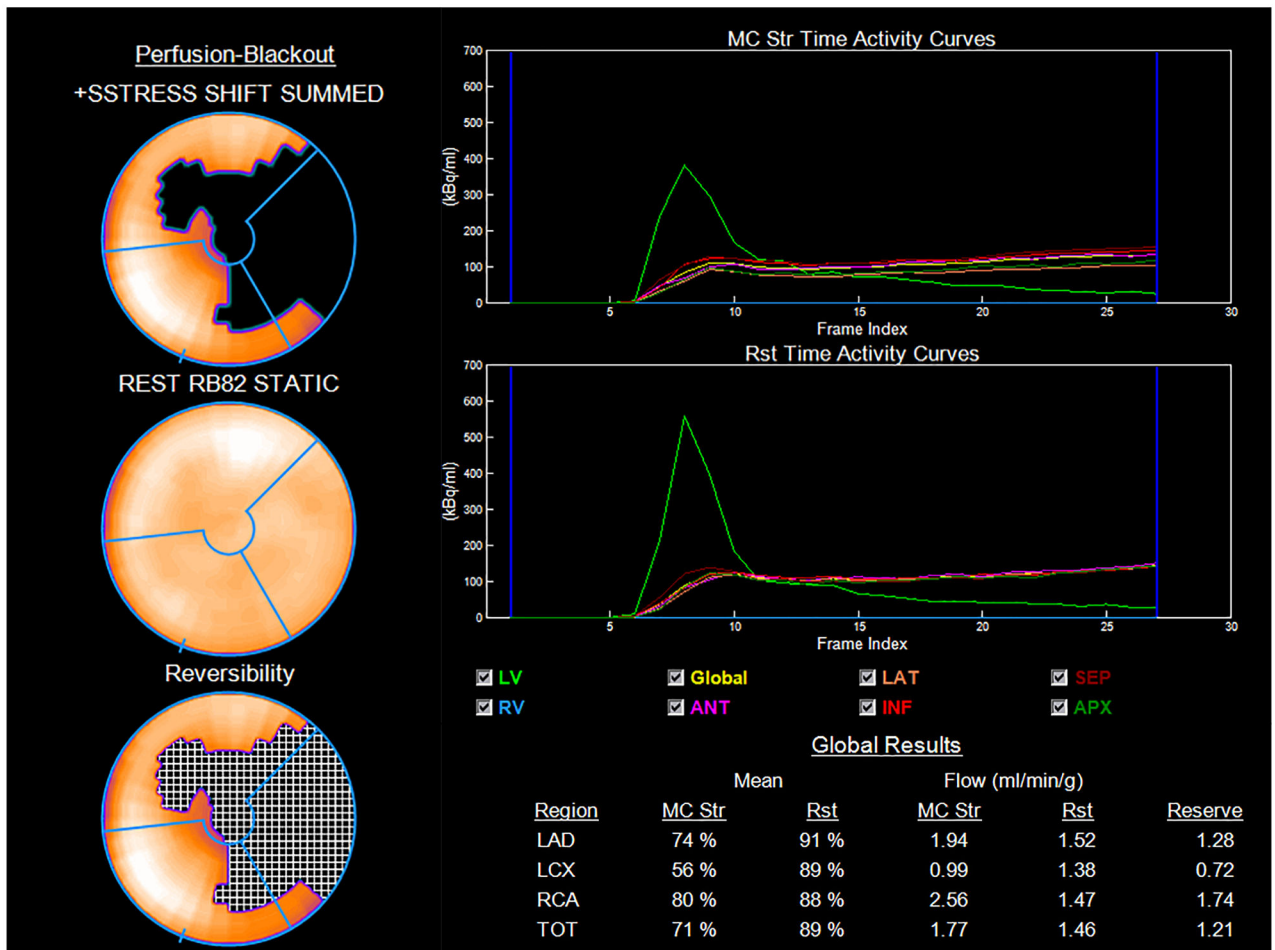 Perfusion-Blackout
+SSTRESS SHIFT SUMMED
REST RB82 STATIC
Reversibility
MC Str Time Activity Curves
700
600
500
400
300
200
100
0
(kBq/ml)
5 10 15 20 25 30
Frame Index
Rst Time Activity Curves
700
600
500
400
300
200
100
0
(kBq/ml)
5 10 15 20 25 30
Frame Index
LV Global LAT SEP
RV ANT INF APX
Global Results
Mean Flow (ml/min/g)
Region MC Str Rst MC Str Rst Reserve
LAD 74 % 91 % 1.94 1.52 1.28
LCX 56 % 89 % 0.99 1.38 0.72
RCA 80 % 88 % 2.56 1.47 1.74
TOT 71 % 89 % 1.77 1.46 1.21